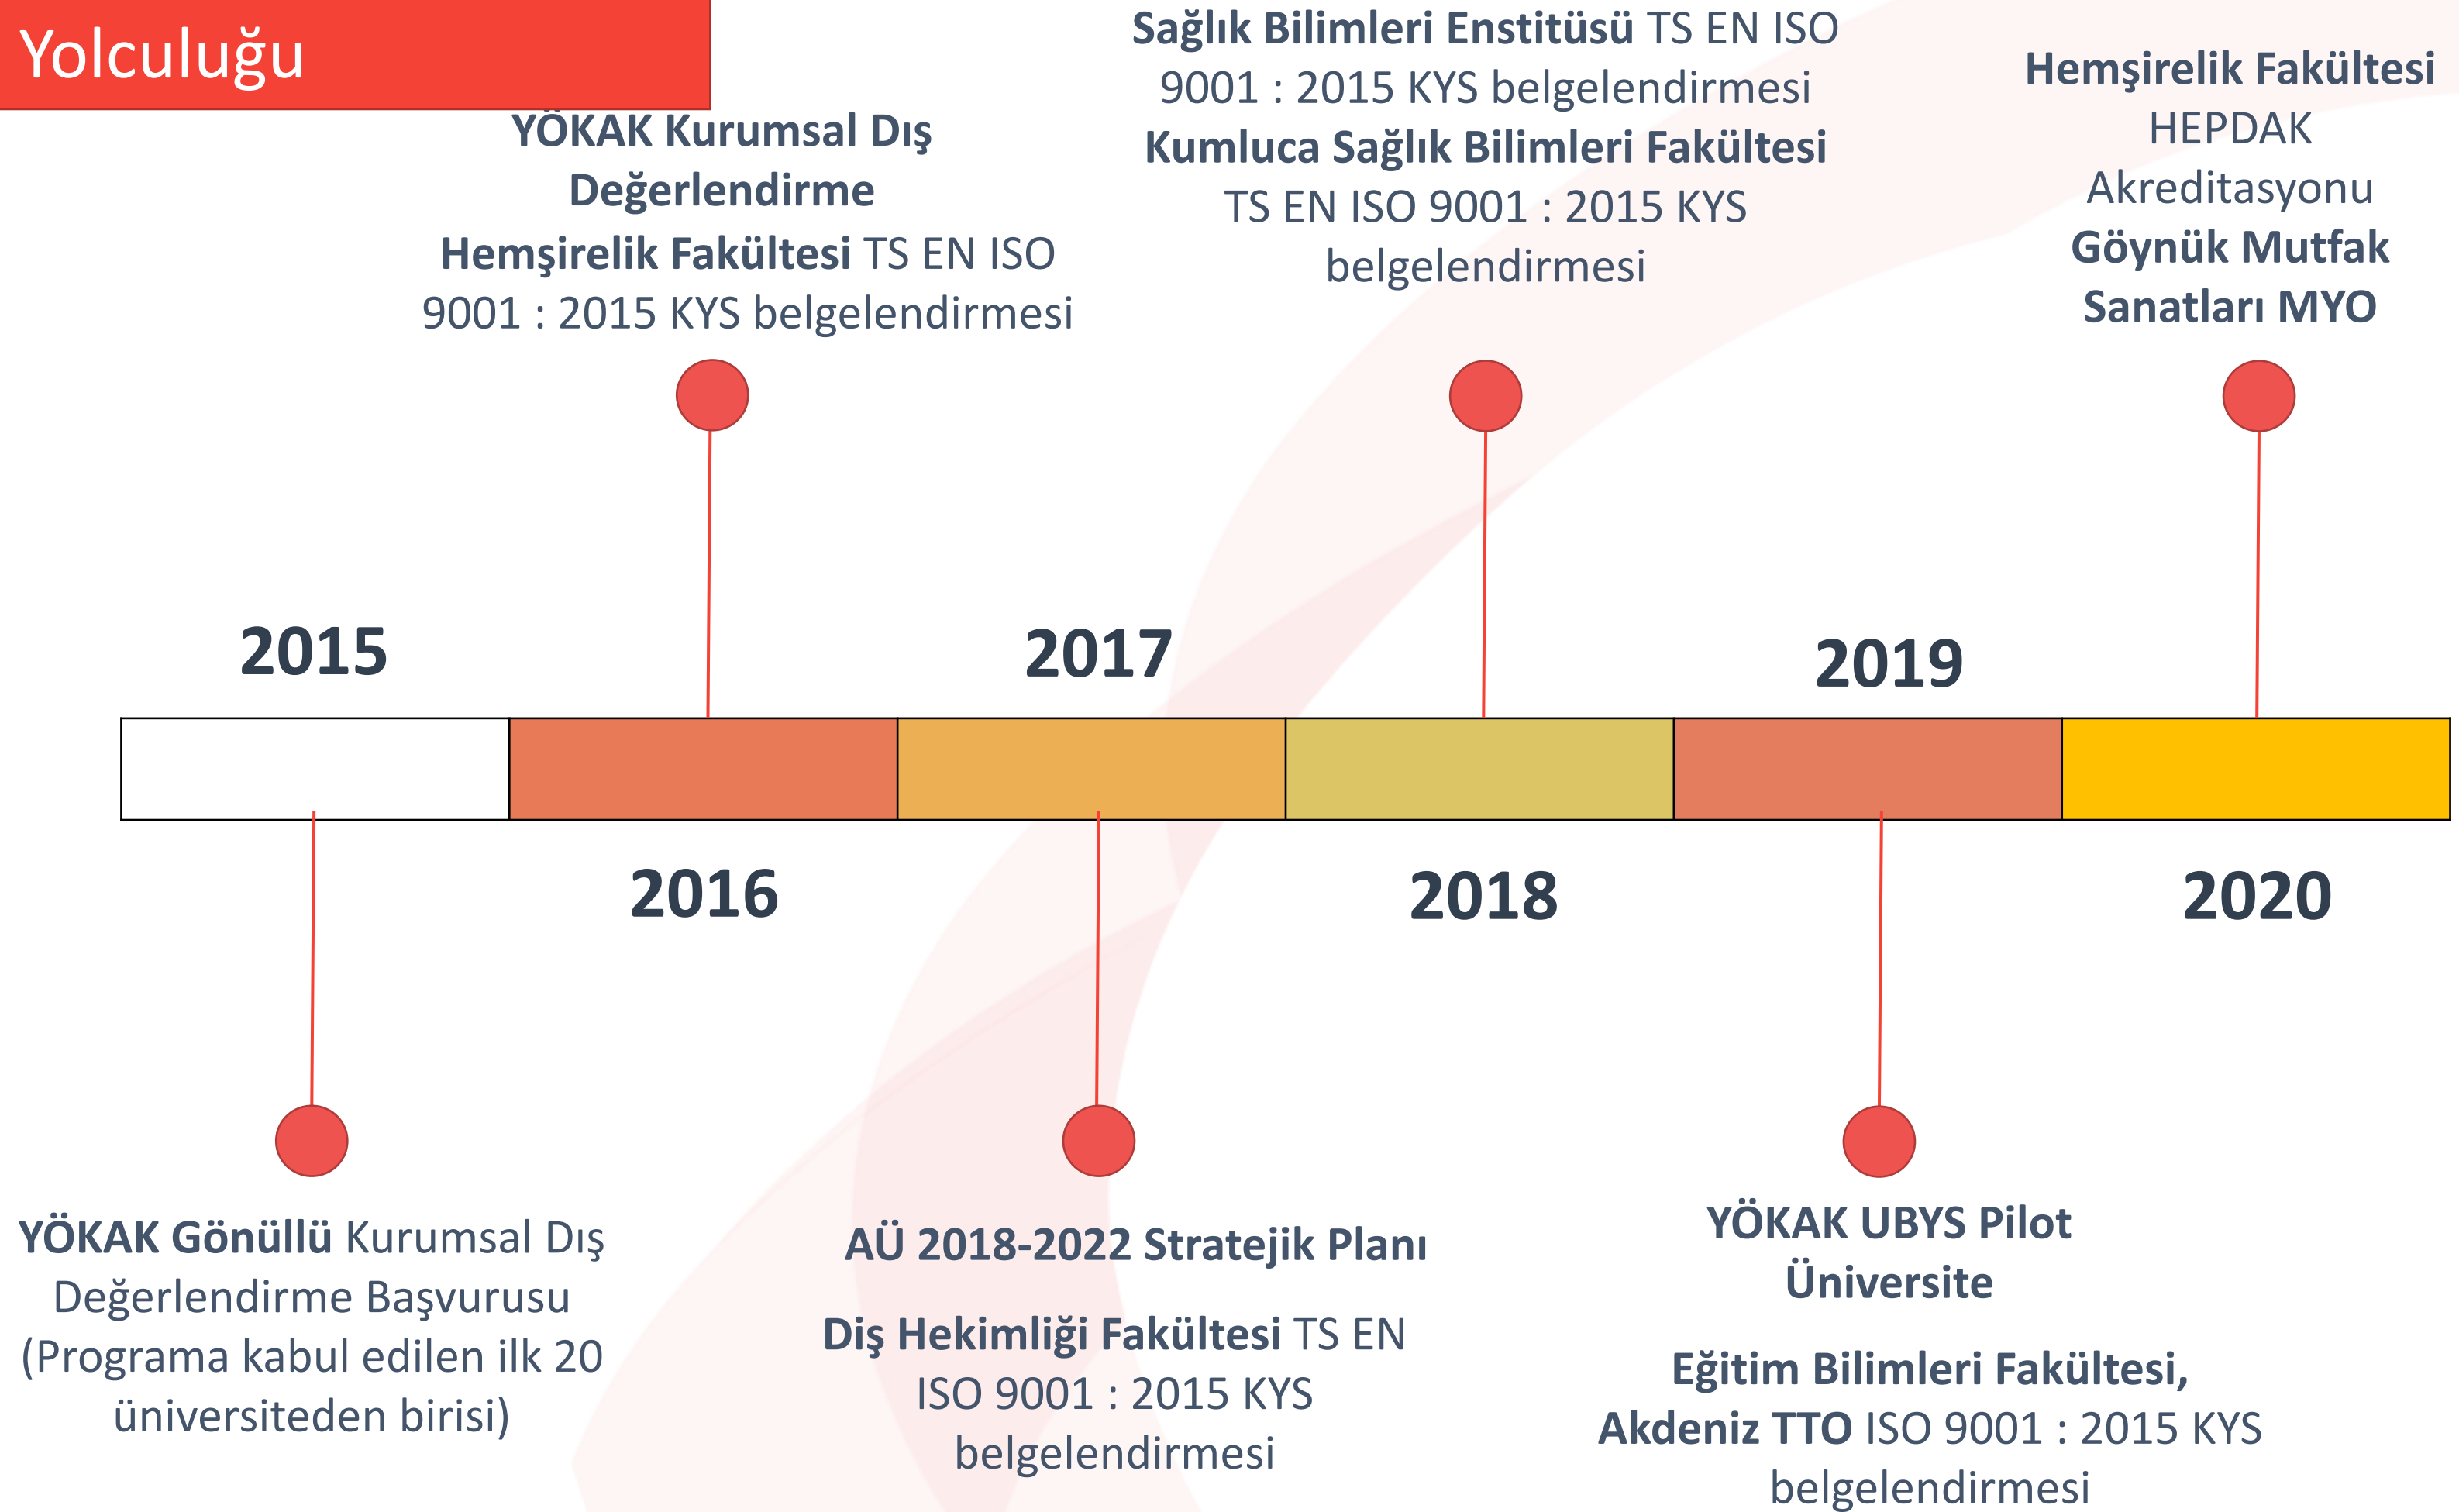 Yolculuğu
YÖKAK Kurumsal Dış
Değerlendirme
Hemşirelik Fakültesi TS EN ISO
9001 : 2015 KYS belgelendirmesi
Sağlık Bilimleri Enstitüsü TS EN ISO
9001 : 2015 KYS belgelendirmesi
Kumluca Sağlık Bilimleri Fakültesi
TS EN ISO 9001 : 2015 KYS
belgelendirmesi
Hemşirelik Fakültesi
HEPDAK
Akreditasyonu
Göynük Mutfak
Sanatları MYO
2015
2017
2019
2016
2018
2020
YÖKAK Gönüllü Kurumsal Dış
Değerlendirme Başvurusu
(Programa kabul edilen ilk 20
üniversiteden birisi)
AÜ 2018-2022 Stratejik Planı
Diş Hekimliği Fakültesi TS EN
ISO 9001 : 2015 KYS
belgelendirmesi
YÖKAK UBYS Pilot
Üniversite
Eğitim Bilimleri Fakültesi,
Akdeniz TTO ISO 9001 : 2015 KYS
belgelendirmesi